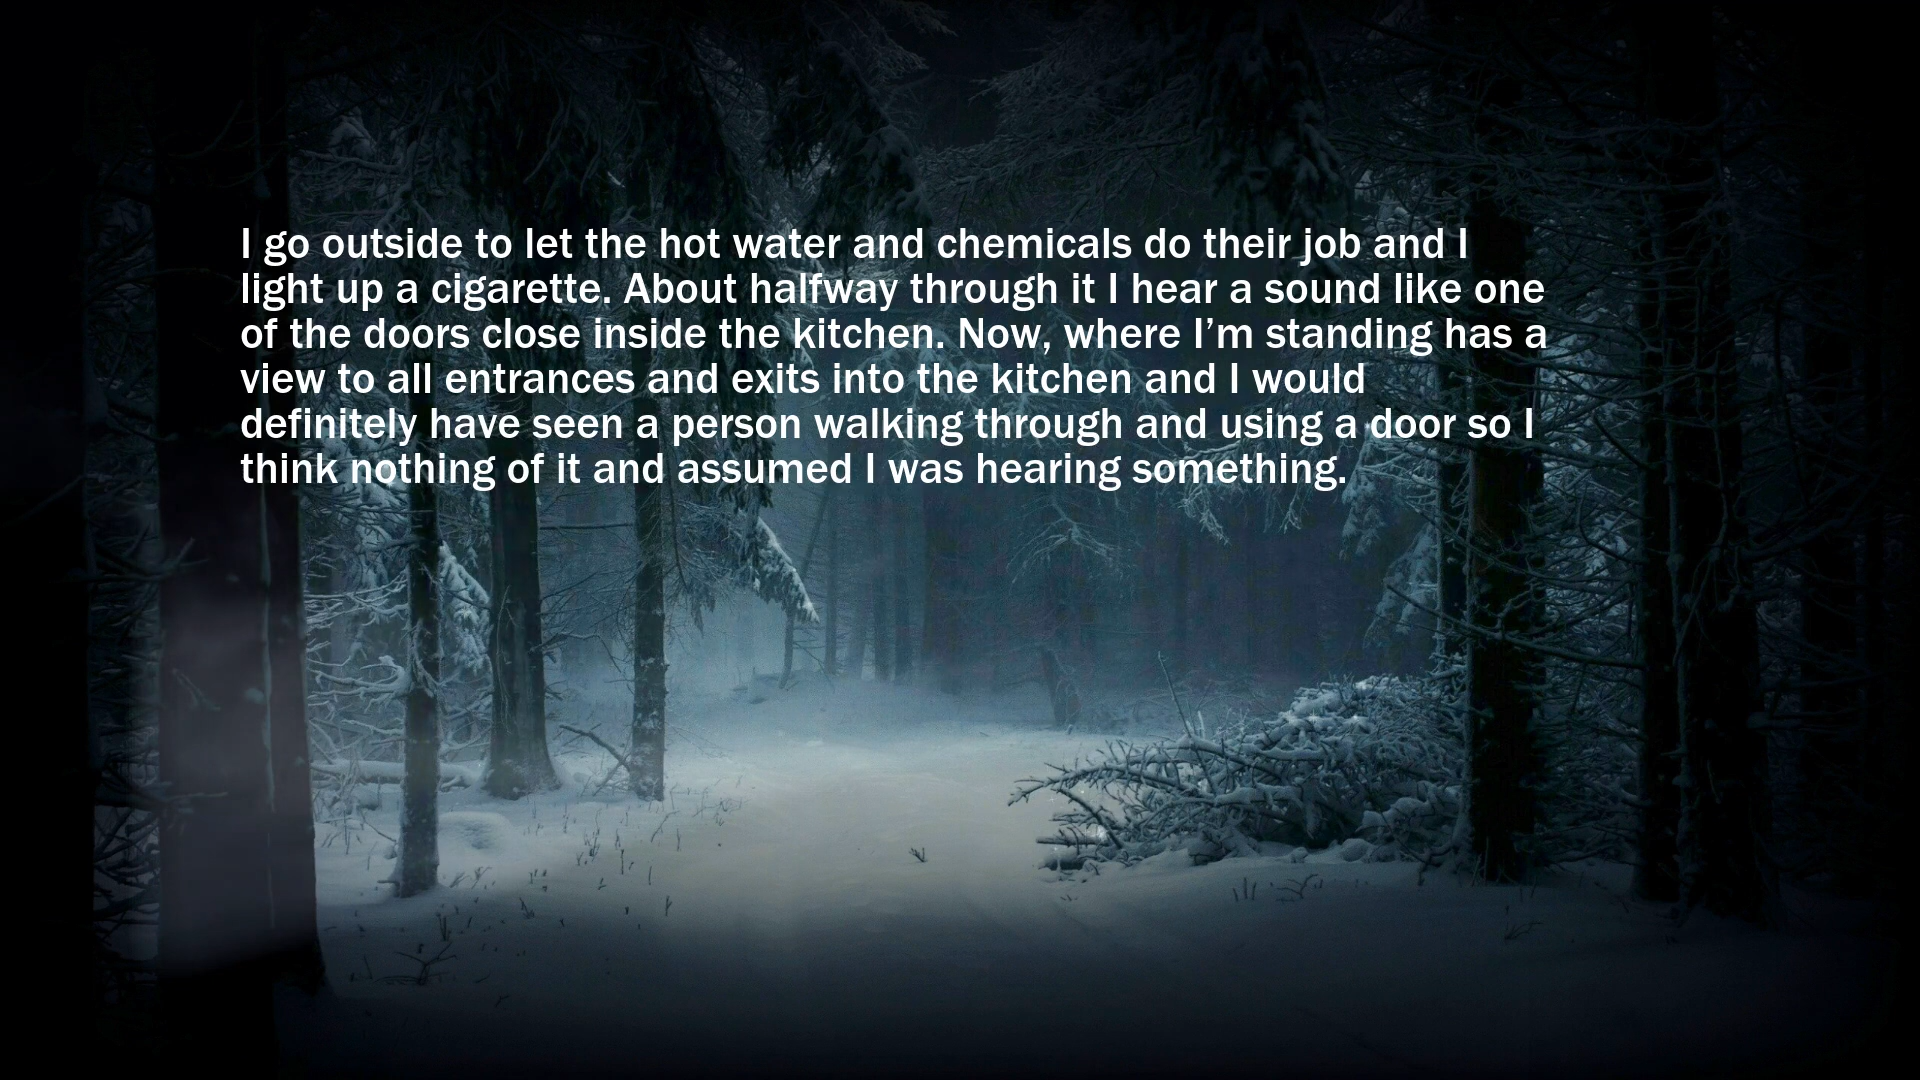 I go outside to let the hot water and chemicals do their job and I
light up a cigarette. About halfway through it I hear a sound like one
of the doors close inside the kitchen. Now, where I’m standing has a
view to all entrances and exits into the kitchen and I would
definitely have seen a person walking through and using a door so I
think nothing of it and assumed I was hearing something.